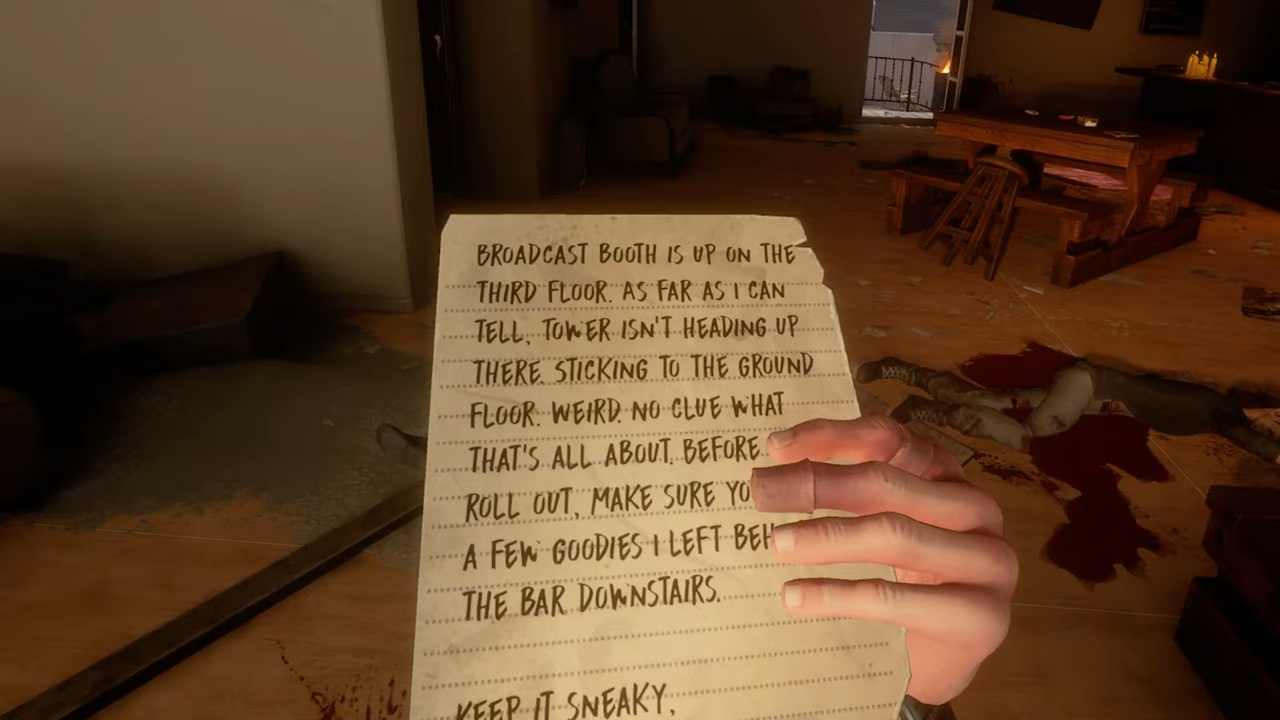 BROADCAST BOOTH IS UP ON THE
THIRD FLOOR. AS FAR AS I CAN
TELL, TOWER ISN'T HEADING UP
THERE. STICKING TO THE GROUND
FLOOR. WEIRD. NO CLUE WHAT
THAT'S ALL ABOUT. BEFORE
ROLL OUT, MAKE SURE
A FEW GOODIES I LEFT
THE BAR DOWNSTAIRS.
KEEP IT SNEAKY,